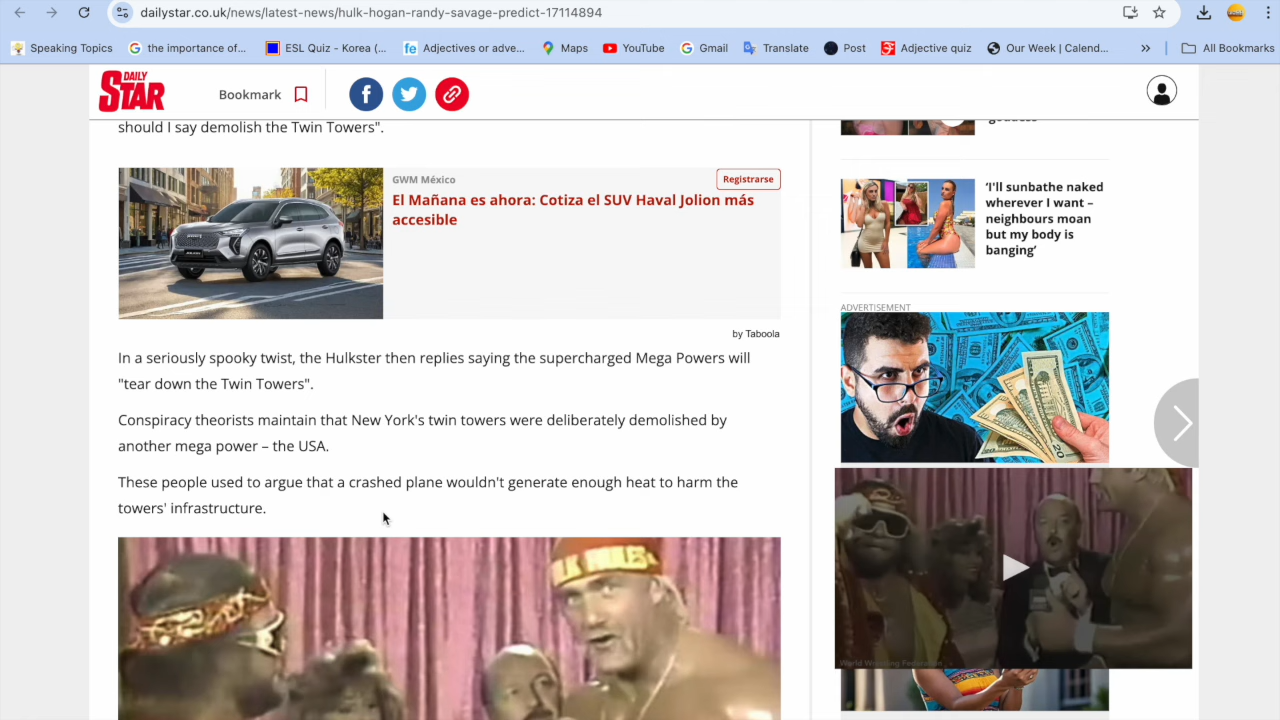 dailystar.co.uk/news/latest-news/hulk-hogan-randy-savage-predict-17114894
Speaking Topics
the importance of...
ESL Quiz - Korea (...
Adjectives or adve...
Maps
YouTube
Gmail
Translate
Post
Adjective quiz
Our Week | Calend...
»
All Bookmarks
DAILY
STAR
Bookmark
should I say demolish the Twin Towers".
GWM México
Registrarse
El Mañana es ahora: Cotiza el SUV Haval Jolion más
accesible
by Taboola
In a seriously spooky twist, the Hulkster then replies saying the supercharged Mega Powers will
"tear down the Twin Towers".
Conspiracy theorists maintain that New York's twin towers were deliberately demolished by
another mega power – the USA.
These people used to argue that a crashed plane wouldn't generate enough heat to harm the
towers' infrastructure.
goddess'
‘I'll sunbathe naked
wherever I want –
neighbours moan
but my body is
banging’
ADVERTISEMENT
World Wrestling Federation